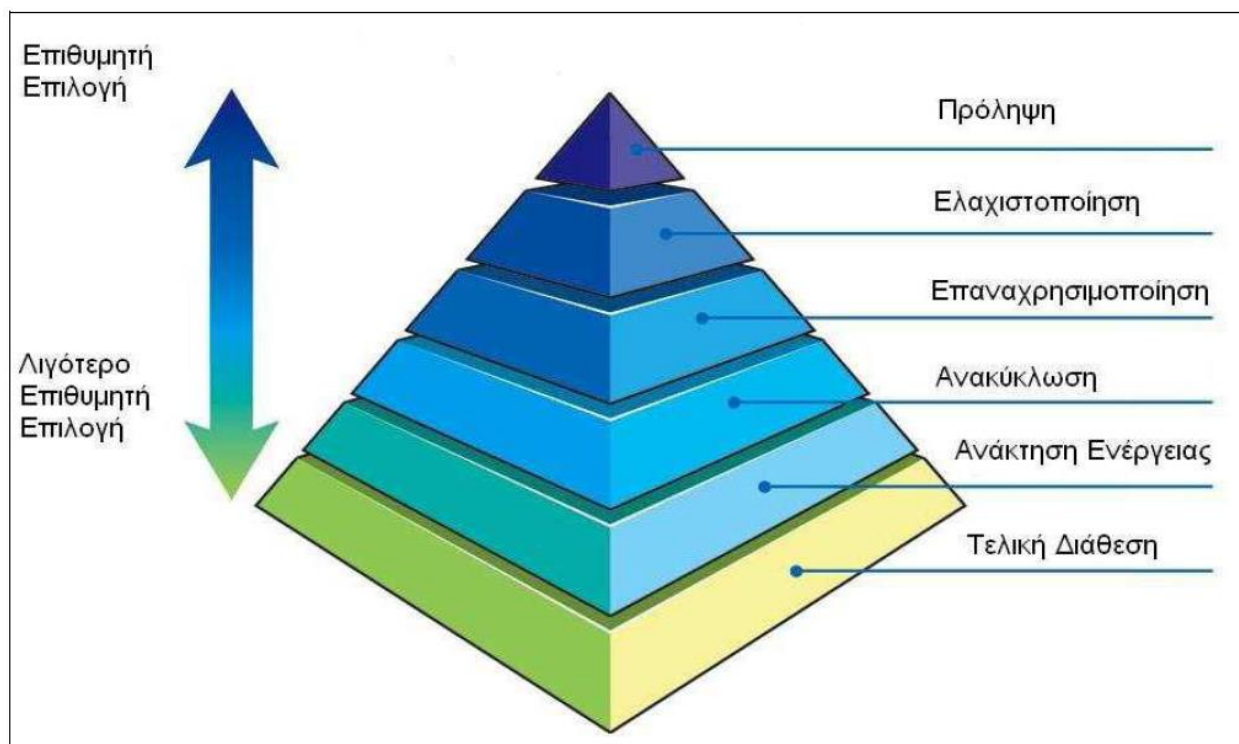 Επιθυμητή
Επιλογή
Λιγότερο
Επιθυμητή
Επιλογή
Πρόληψη
Ελαχιστοποίηση
Επαναχρησιμοποίηση
Ανακύκλωση
Ανάκτηση Ενέργειας
Τελική Διάθεση